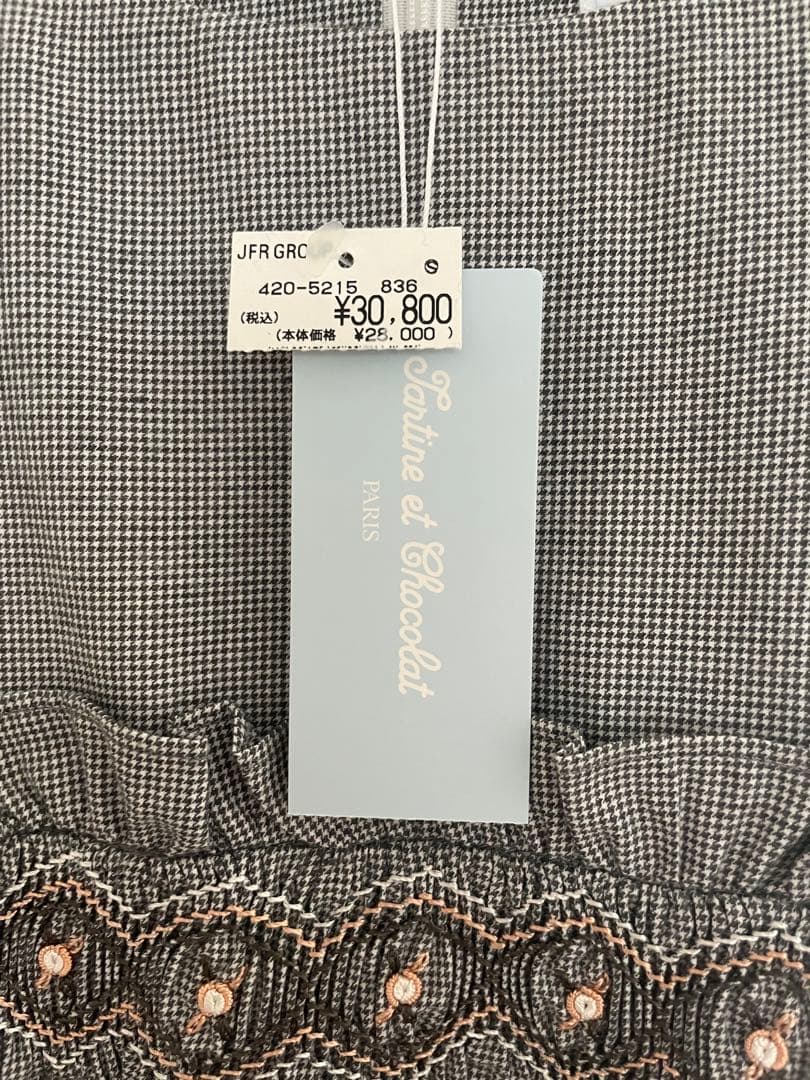 JFR GRO
420-5215 836
(税込) ¥30,800
(本体価格 ¥28,000 )
Tartine et Chocolat
PARIS